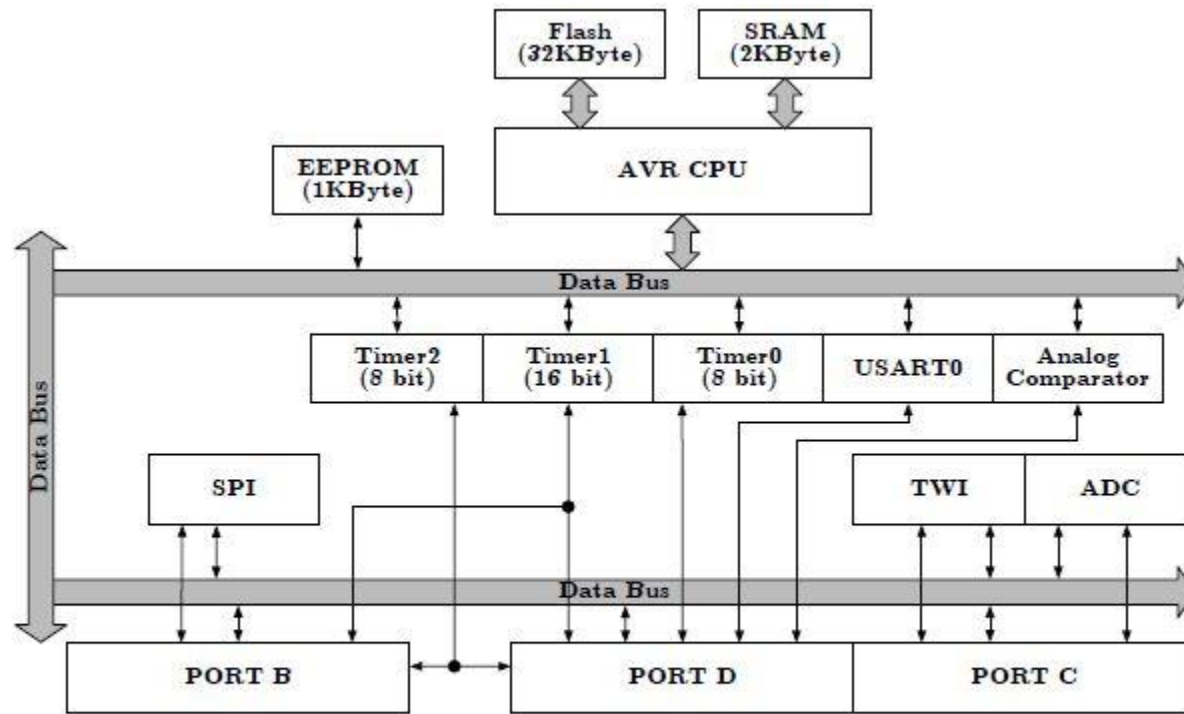 Flash
(32KByte)
SRAM
(2KByte)
EEPROM
(1KByte)
AVR CPU
Data Bus
Timer2
(8 bit)
Timer1
(16 bit)
Timer0
(8 bit)
USART0
Analog
Comparator
Data Bus
SPI
TWI
ADC
Data Bus
PORT B
PORT D
PORT C